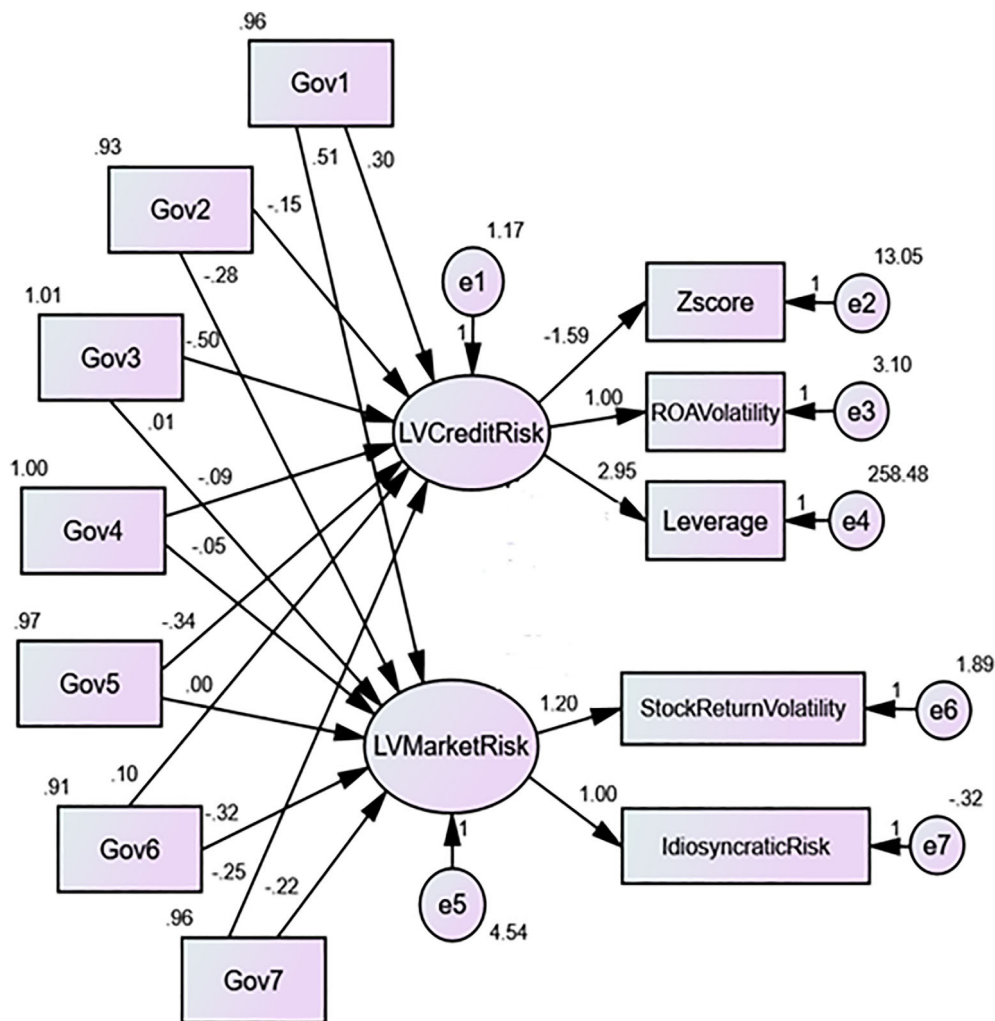 .96
Gov1
.51
.30
.93
Gov2
-.15
-.28
1.17
e1
1
13.05
Zscore
1
e2
1.01
Gov3
-.50
.01
-1.59
3.10
LVCreditRisk
1.00
ROAVolatility
1
e3
1.00
Gov4
-.09
-.05
2.95
258.48
Leverage
1
e4
.97
Gov5
-.34
.00
1.89
LVMarketRisk
1.20
StockReturnVolatility
1
e6
.91
Gov6
.10
-.32
-.25
1.00
-.32
IdiosyncraticRisk
1
e7
1
e5
4.54
.96
Gov7
-.22